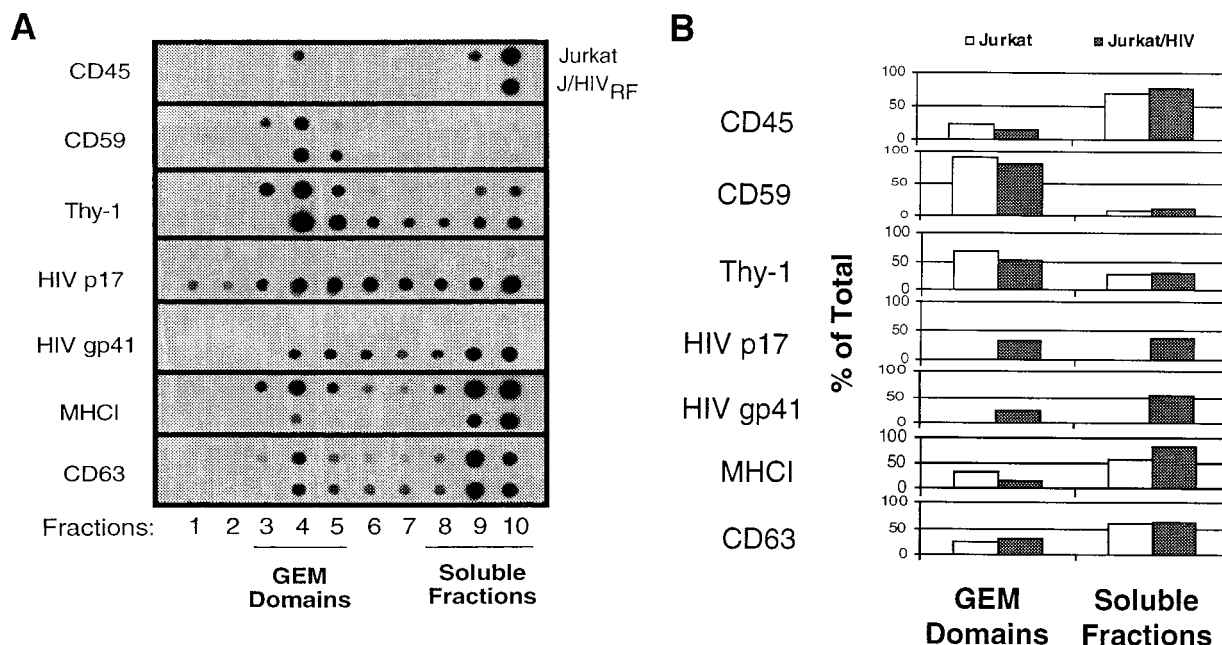 A
CD45
CD59
Thy-1
HIV p17
HIV gp41
MHCI
CD63
Jurkat
J/HIVRF
Fractions: 1 2 3 4 5 6 7 8 9 10
GEM Domains
Soluble Fractions
B
Jurkat Jurkat/HIV
% of Total
CD45
100
50
0
CD59
100
50
0
Thy-1
100
50
0
HIV p17
100
50
0
HIV gp41
100
50
0
MHCI
100
50
0
CD63
100
50
0
GEM Domains
Soluble Fractions